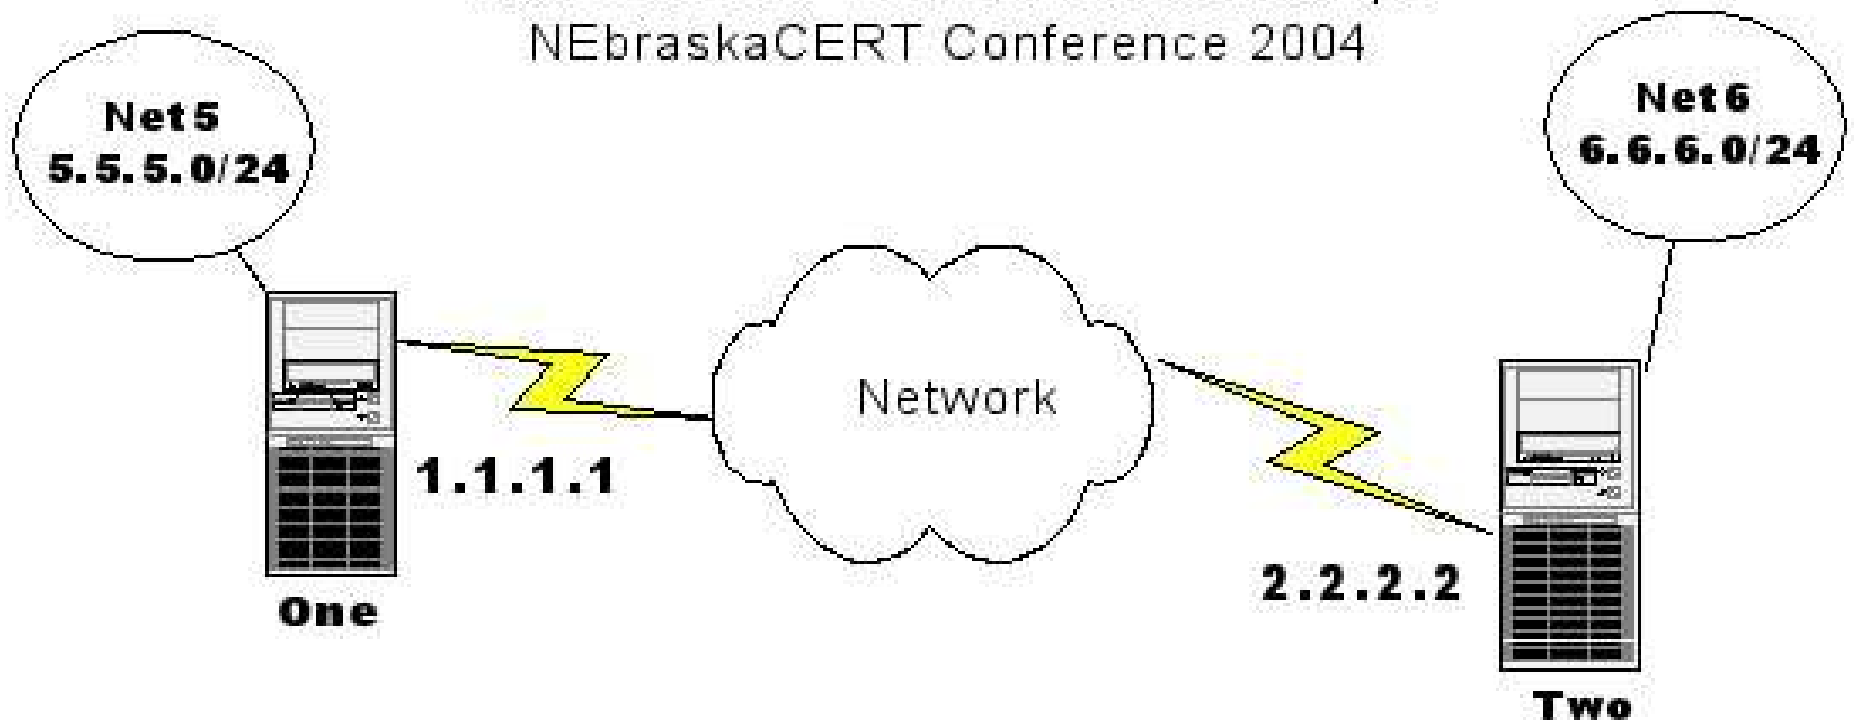 NEbraskaCERT Conference 2004
Net5
5.5.5.0/24
Net6
6.6.6.0/24
Network
1.1.1.1
2.2.2.2
One
Two